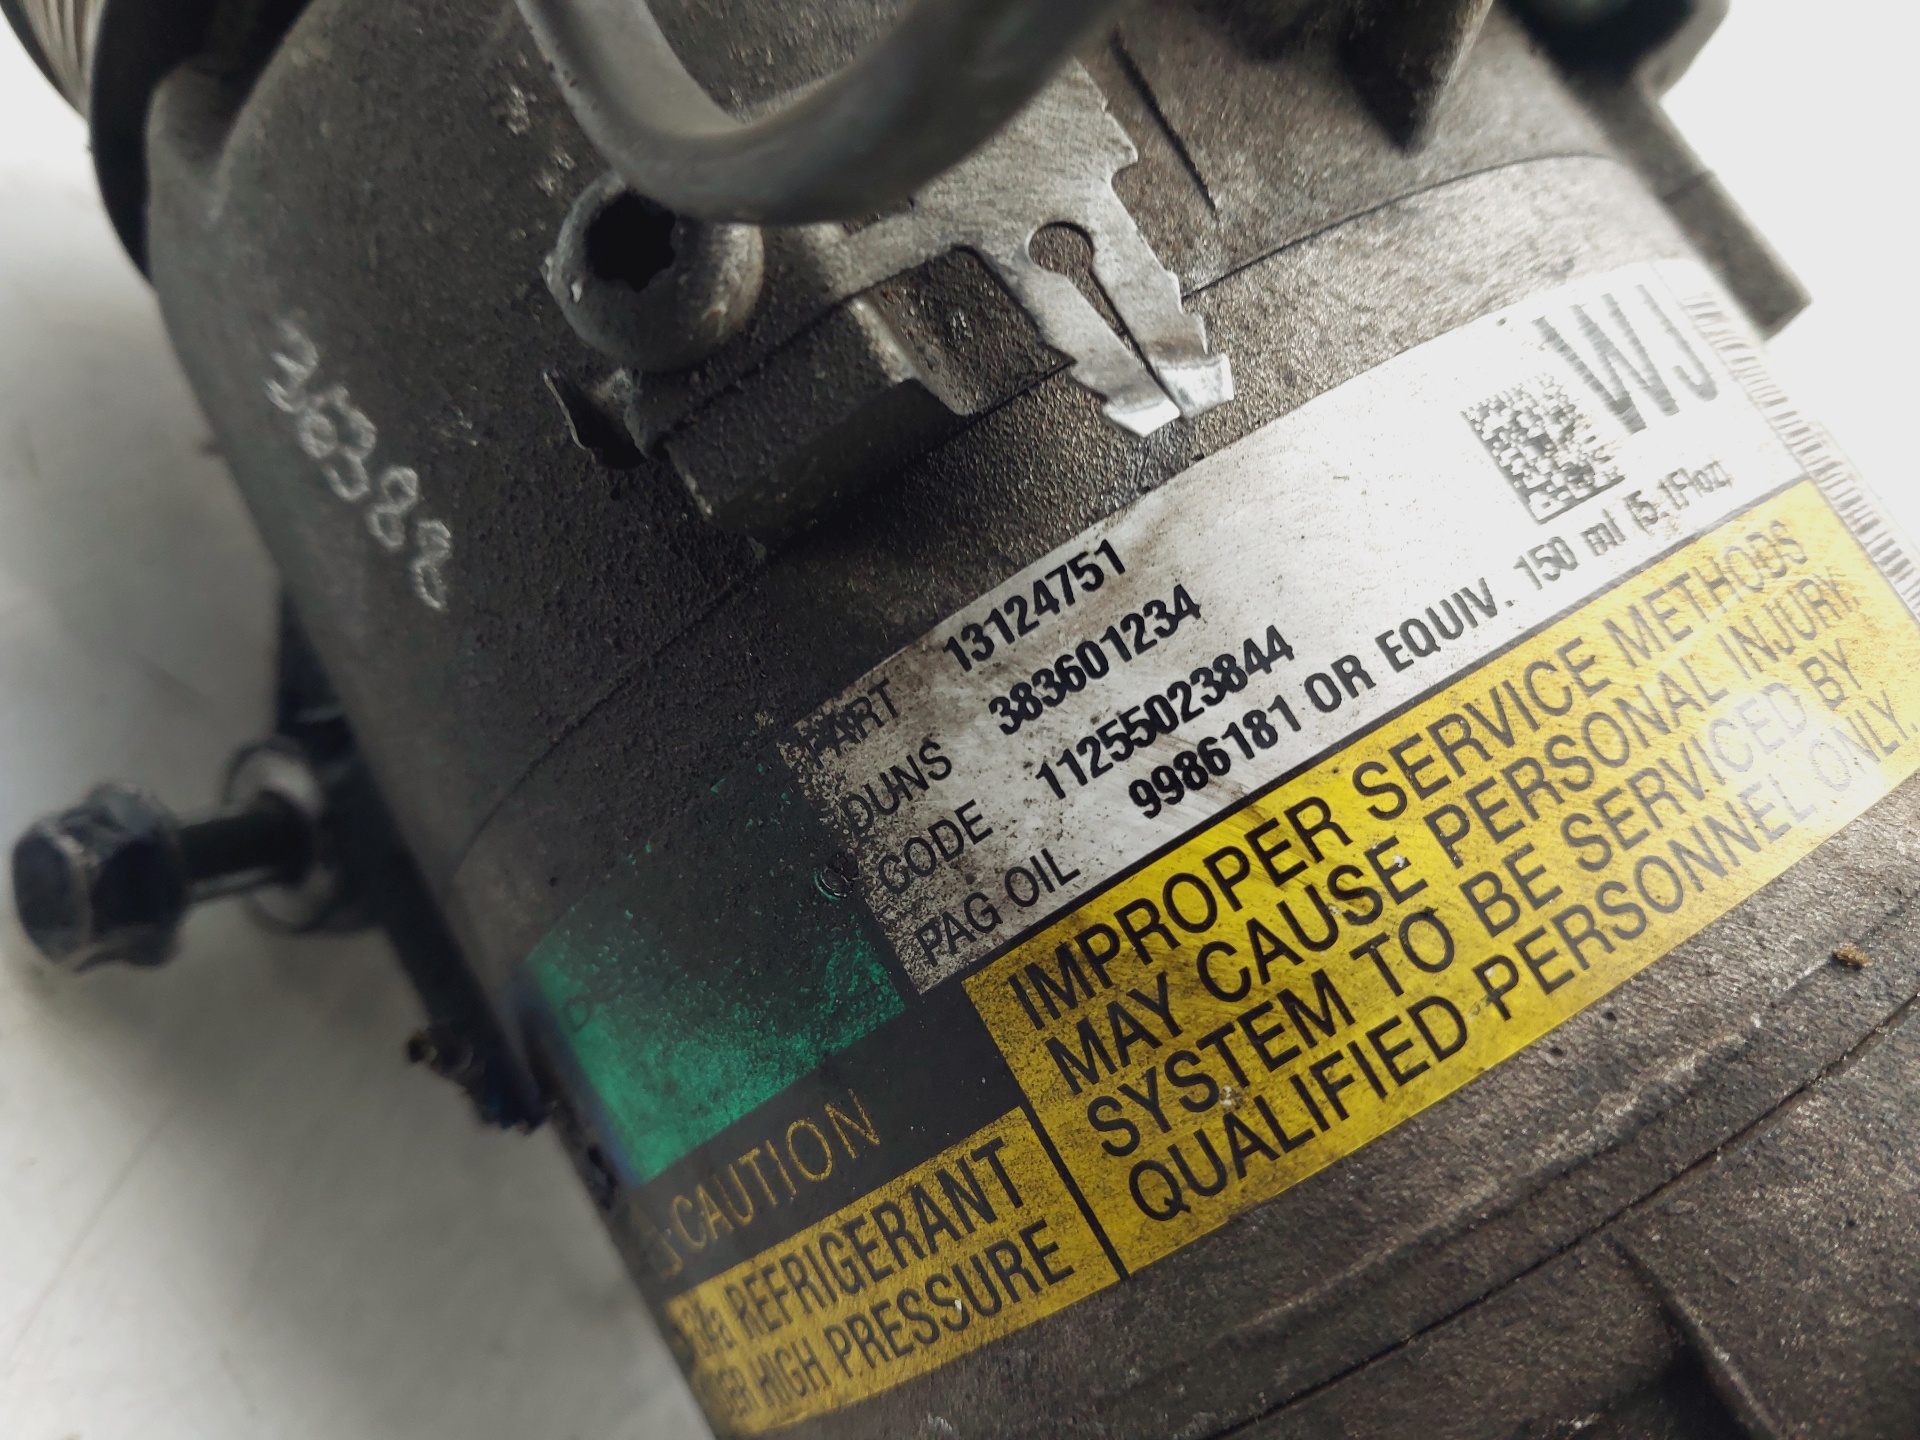 36382
WJ
PART 13124751
DUNS 383601234
CODE 11255023844
PAG OIL 9986181 OR EQUIV. 150 ml (5.1Floz)
CAUTION
REFRIGERANT
HIGH PRESSURE
IMPROPER SERVICE METHODS
MAY CAUSE PERSONAL INJURY.
SYSTEM TO BE SERVICED BY
QUALIFIED PERSONNEL ONLY.